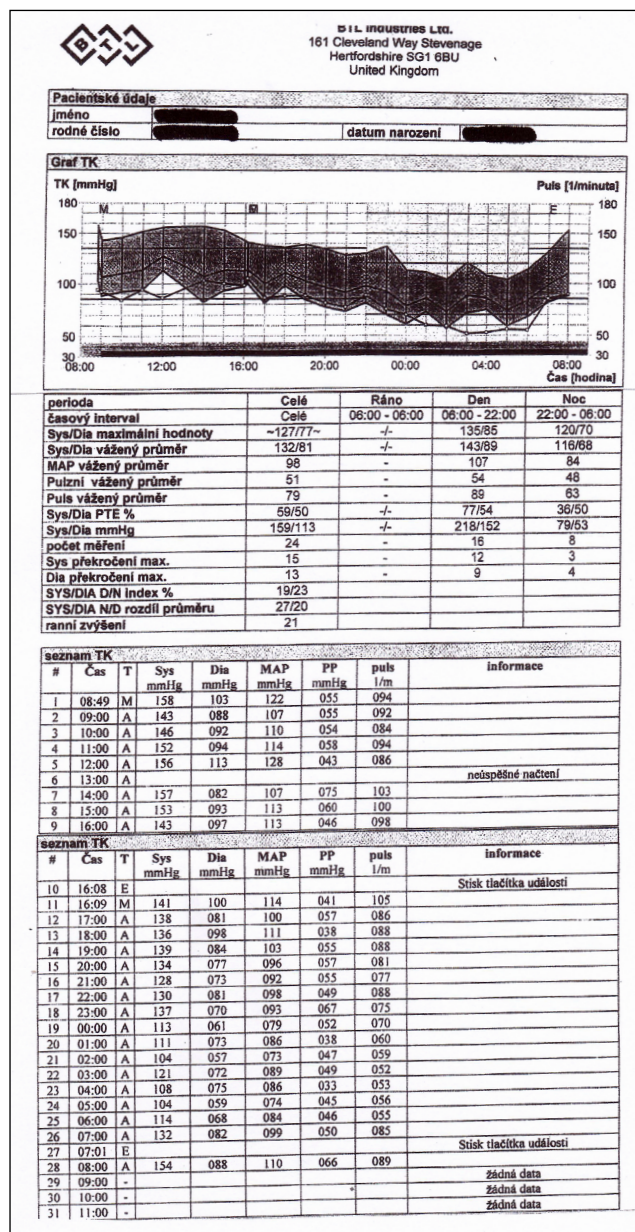 BTL
BTL Industries Ltd.
161 Cleveland Way Stevenage
Hertfordshire SG1 6BU
United Kingdom
Pacientské údaje
jméno
rodné číslo datum narození
Graf TK
TK [mmHg] Puls [1/minuta]
180 M E 180
150 150
100 100
50 50
30 30
08:00 12:00 16:00 20:00 00:00 04:00 08:00
Čas [hodina]
perioda Celé Ráno Den Noc
časový interval Celé 06:00 - 06:00 06:00 - 22:00 22:00 - 06:00
Sys/Dia maximální hodnoty ~127/77~ -/- 135/85 120/70
Sys/Dia vážený průměr 132/81 -/- 143/89 116/68
MAP vážený průměr 98 - 107 84
Pulzní vážený průměr 51 - 54 48
Puls vážený průměr 79 - 89 63
Sys/Dia PTE % 59/50 -/- 77/54 36/50
Sys/Dia mmHg 159/113 -/- 218/152 79/53
počet měření 24 - 16 8
Sys překročení max. 15 - 12 3
Dia překročení max. 13 - 9 4
SYS/DIA D/N index % 19/23
SYS/DIA N/D rozdíl průměru 27/20
ranní zvýšení 21
seznam TK
# Čas T Sys Dia MAP PP puls informace
mmHg mmHg mmHg mmHg 1/m
1 08:49 M 158 103 122 055 094
2 09:00 A 143 088 107 055 092
3 10:00 A 146 092 110 054 084
4 11:00 A 152 094 114 058 094
5 12:00 A 156 113 128 043 086
6 13:00 A neúspěšné načtení
7 14:00 A 157 082 107 075 103
8 15:00 A 153 093 113 060 100
9 16:00 A 143 097 113 046 098
seznam TK
# Čas T Sys Dia MAP PP puls informace
mmHg mmHg mmHg mmHg 1/m
10 16:08 E Stisk tlačítka události
11 16:09 M 141 100 114 041 105
12 17:00 A 138 081 100 057 086
13 18:00 A 136 098 111 038 088
14 19:00 A 139 084 103 055 088
15 20:00 A 134 077 096 057 081
16 21:00 A 128 073 092 055 077
17 22:00 A 130 081 098 049 088
18 23:00 A 137 070 093 067 075
19 00:00 A 113 061 079 052 070
20 01:00 A 111 073 086 038 060
21 02:00 A 104 057 073 047 059
22 03:00 A 121 072 089 049 052
23 04:00 A 108 075 086 033 053
24 05:00 A 104 059 074 045 056
25 06:00 A 114 068 084 046 055
26 07:00 A 132 082 099 050 085
27 07:01 E Stisk tlačítka události
28 08:00 A 154 088 110 066 089
29 09:00 - žádná data
30 10:00 - žádná data
31 11:00 - žádná data